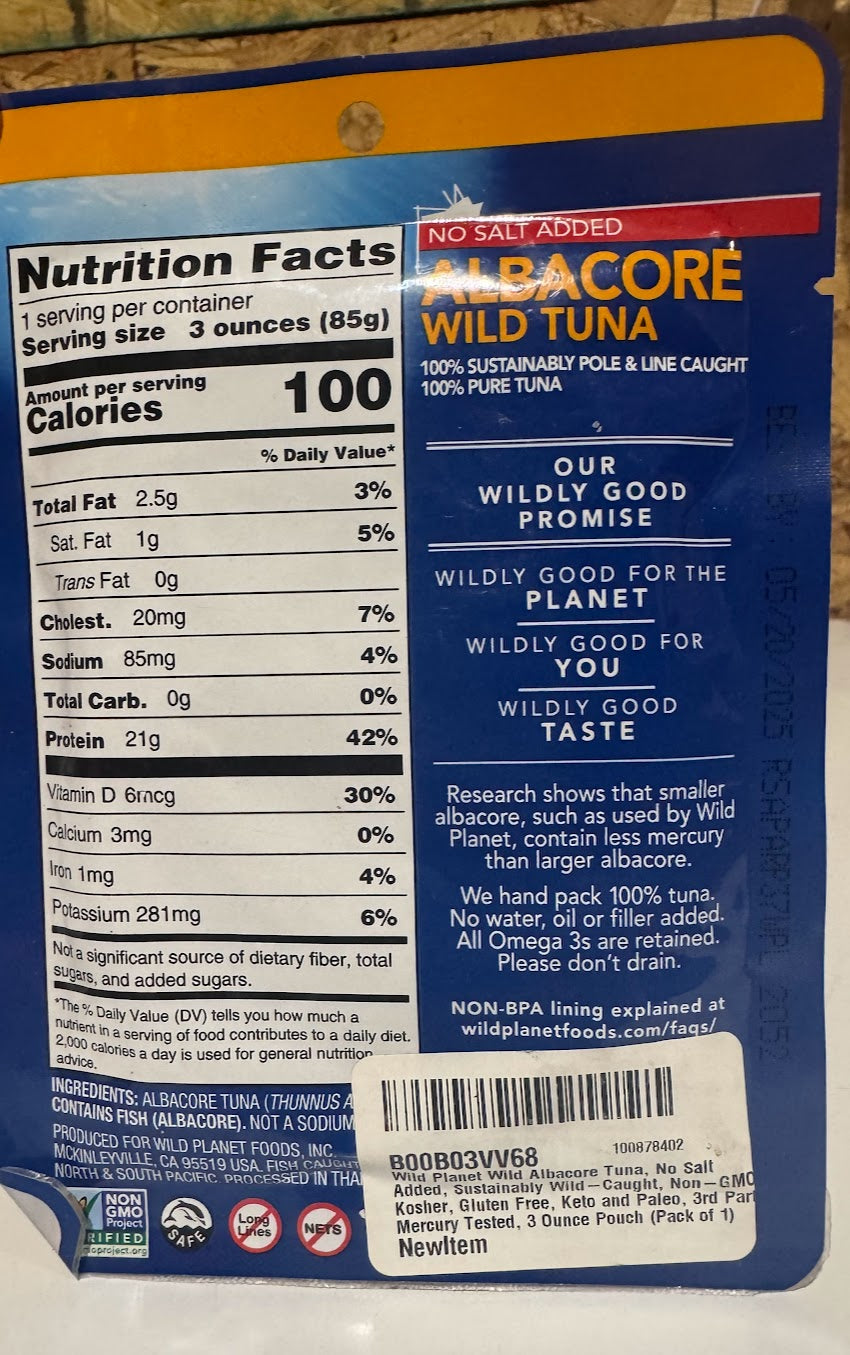 Nutrition Facts
1 serving per container
Serving size 3 ounces (85g)
Amount per serving
Calories 100
% Daily Value*
Total Fat 2.5g 3%
Sat. Fat 1g 5%
Trans Fat 0g
Cholest. 20mg 7%
Sodium 85mg 4%
Total Carb. 0g 0%
Protein 21g 42%
Vitamin D 6mcg 30%
Calcium 3mg 0%
Iron 1mg 4%
Potassium 281mg 6%
Not a significant source of dietary fiber, total
sugars, and added sugars.
*The % Daily Value (DV) tells you how much a
nutrient in a serving of food contributes to a daily diet.
2,000 calories a day is used for general nutrition
advice.
INGREDIENTS: ALBACORE TUNA (THUNNUS A
CONTAINS FISH (ALBACORE). NOT A SODIUM
PRODUCED FOR WILD PLANET FOODS, INC.
MCKINLEYVILLE, CA 95519 USA. FISH CAUGHT
NORTH & SOUTH PACIFIC. PROCESSED IN THA
NON
GMO
Project
RIFIED
oproject.org
SAFE
Long
Lines
NETS
NO SALT ADDED
ALBACORE
WILD TUNA
100% SUSTAINABLY POLE & LINE CAUGHT
100% PURE TUNA
OUR
WILDLY GOOD
PROMISE
WILDLY GOOD FOR THE
PLANET
WILDLY GOOD FOR
YOU
WILDLY GOOD
TASTE
Research shows that smaller
albacore, such as used by Wild
Planet, contain less mercury
than larger albacore.
We hand pack 100% tuna.
No water, oil or filler added.
All Omega 3s are retained.
Please don't drain.
NON-BPA lining explained at
wildplanetfoods.com/faqs/
B00B03VV68 100878402
Wild Planet Wild Albacore Tuna, No Salt
Added, Sustainably Wild-Caught, Non-GMO
Kosher, Gluten Free, Keto and Paleo, 3rd Part
Mercury Tested, 3 Ounce Pouch (Pack of 1)
NewItem
BY: 05/20/2025